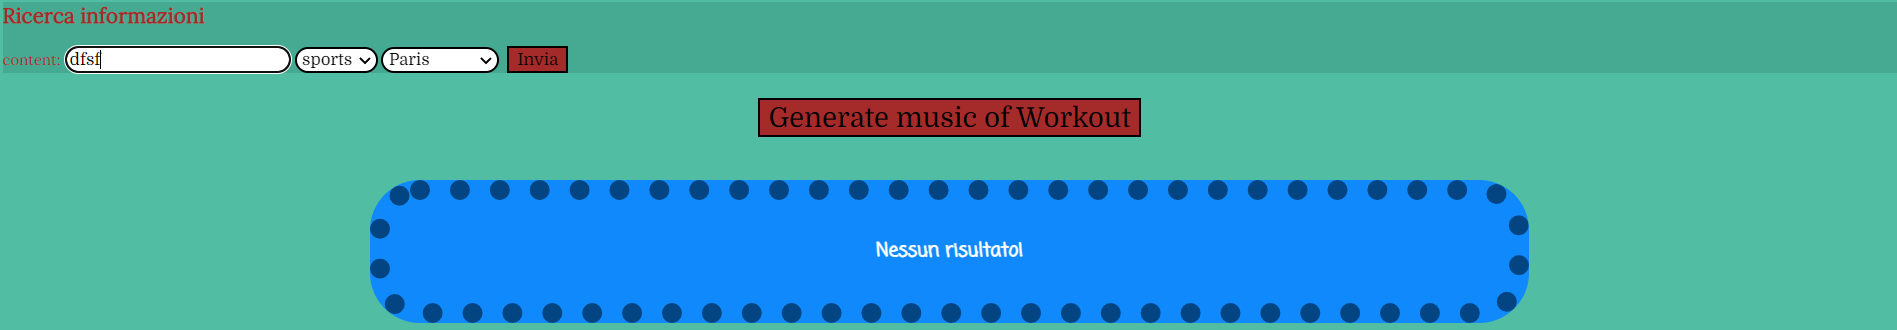 Ricerca informazioni
content: dfsf sports Paris Invia
Generate music of Workout
Nessun risultato!